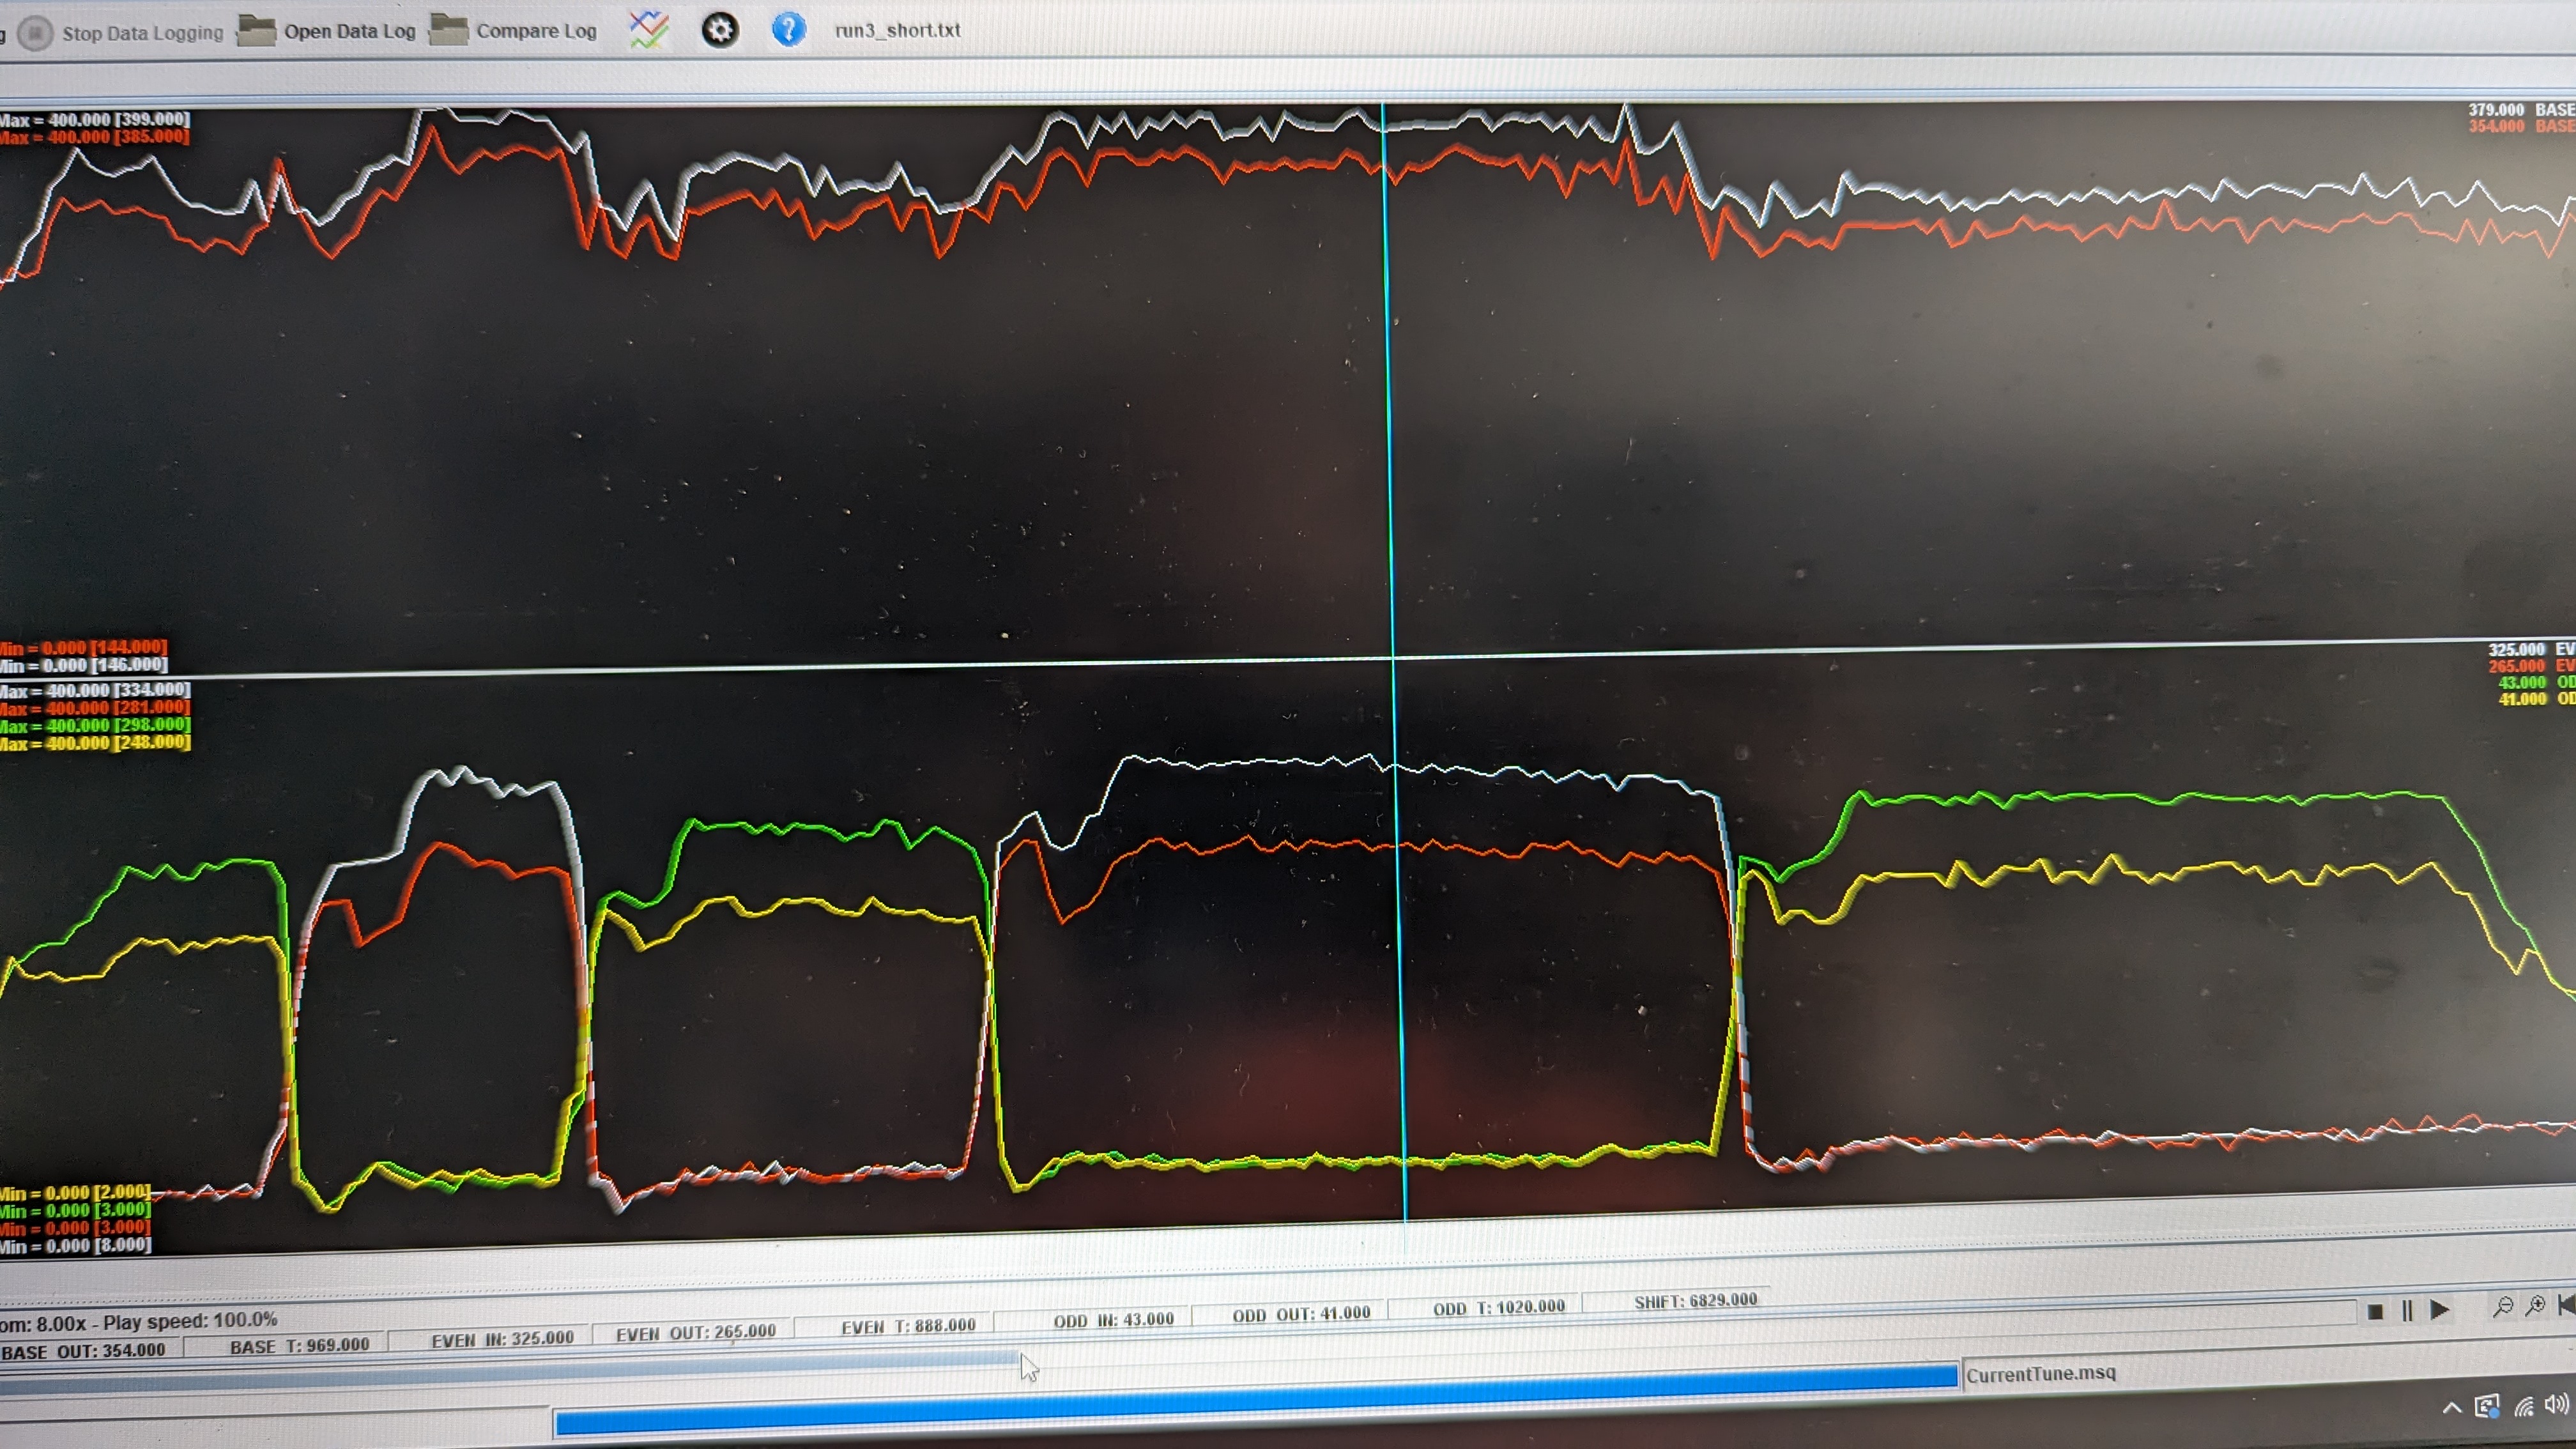 g Stop Data Logging Open Data Log Compare Log run3_short.txt
Max = 400.000 [399.000]
Max = 400.000 [385.000]
379.000 BASE
354.000 BASE
Min = 0.000 [144.000]
Min = 0.000 [146.000]
325.000 EV
265.000 EV
43.000 OD
41.000 OD
Max = 400.000 [334.000]
Max = 400.000 [281.000]
Max = 400.000 [298.000]
Max = 400.000 [248.000]
Min = 0.000 [2.000]
Min = 0.000 [3.000]
Min = 0.000 [3.000]
Min = 0.000 [8.000]
om: 8.00x - Play speed: 100.0%
BASE OUT: 354.000 BASE T: 969.000 EVEN IN: 325.000 EVEN OUT: 265.000 EVEN T: 888.000 ODD IN: 43.000 ODD OUT: 41.000 ODD T: 1020.000 SHIFT: 6829.000
CurrentTune.msq